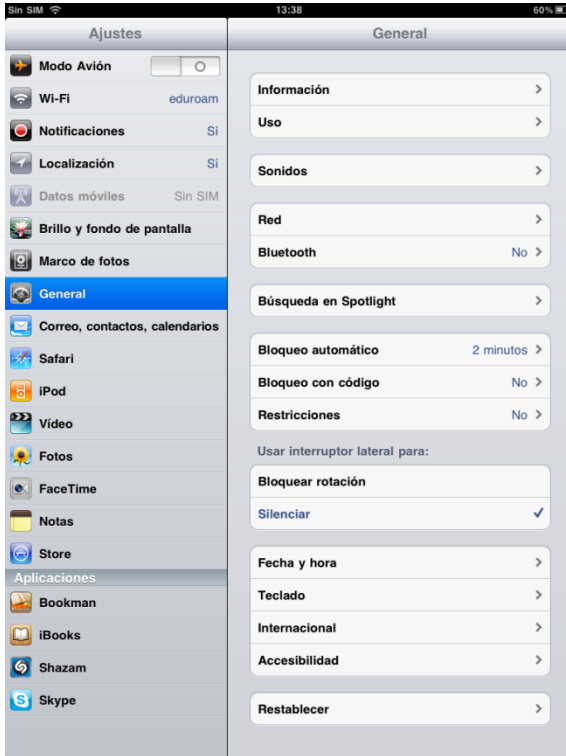 Sin SIM 13:38 60%
Ajustes
Modo Avión
Wi-Fi eduroam
Notificaciones Sí
Localización Sí
Datos móviles Sin SIM
Brillo y fondo de pantalla
Marco de fotos
General
Correo, contactos, calendarios
Safari
iPod
Vídeo
Fotos
FaceTime
Notas
Store
Aplicaciones
Bookman
iBooks
Shazam
Skype
General
Información
Uso
Sonidos
Red
Bluetooth No
Búsqueda en Spotlight
Bloqueo automático 2 minutos
Bloqueo con código No
Restricciones No
Usar interruptor lateral para:
Bloquear rotación
Silenciar
Fecha y hora
Teclado
Internacional
Accesibilidad
Restablecer